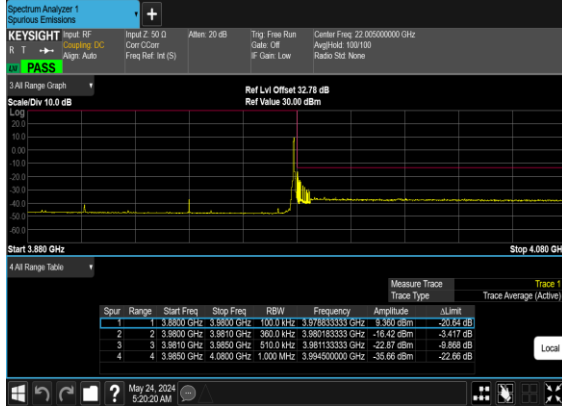 Spectrum Analyzer 1
Spurious Emissions
+
KEYSIGHT Input: RF Input Z: 50 Ω Atten: 20 dB Trig: Free Run Center Freq: 22.005000000 GHz
R T Coupling: DC Corr CCorr Gate: Off Avg|Hold: 100/100
Align: Auto Freq Ref: Int (S) IF Gain: Low Radio Std: None
PASS
3 All Range Graph
Ref Lvl Offset 32.78 dB
Scale/Div 10.0 dB Ref Value 30.00 dBm
Log
20.0
10.0
0.00
-10.0
-20.0
-30.0
-40.0
-50.0
-60.0
Start 3.880 GHz Stop 4.080 GH
4 All Range Table
Measure Trace Trace 1
Trace Type Trace Average (Active)
Spur Range Start Freq Stop Freq RBW Frequency Amplitude ΔLimit
1 1 3.8800 GHz 3.9800 GHz 100.0 kHz 3.978833333 GHz 9.360 dBm -20.64 dB
2 2 3.9800 GHz 3.9810 GHz 360.0 kHz 3.980183333 GHz -16.42 dBm -3.417 dB
3 3 3.9810 GHz 3.9850 GHz 510.0 kHz 3.981133333 GHz -22.87 dBm -9.868 dB
4 4 3.9850 GHz 4.0800 GHz 1.000 MHz 3.994500000 GHz -35.66 dBm -22.66 dB
Local
? May 24, 2024
5:20:20 AM